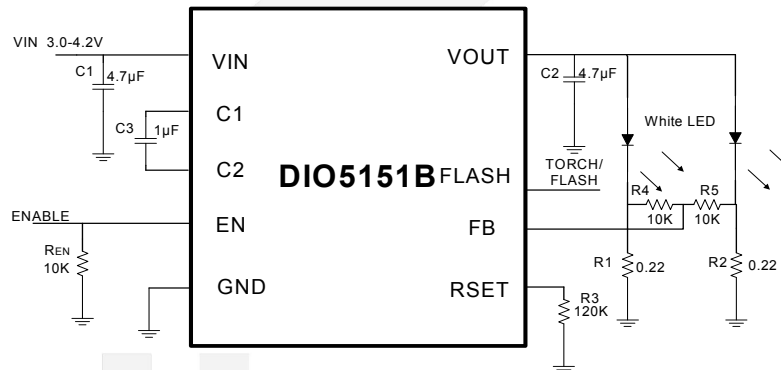 VIN 3.0-4.2V
C1
4.7µF
C3
1µF
ENABLE
REN
10K
VIN
C1
C2
EN
GND
DIO5151B
VOUT
FLASH
FB
RSET
C2
4.7µF
White LED
TORCH/
FLASH
R4
10K
R5
10K
R1
0.22
R2
0.22
R3
120K